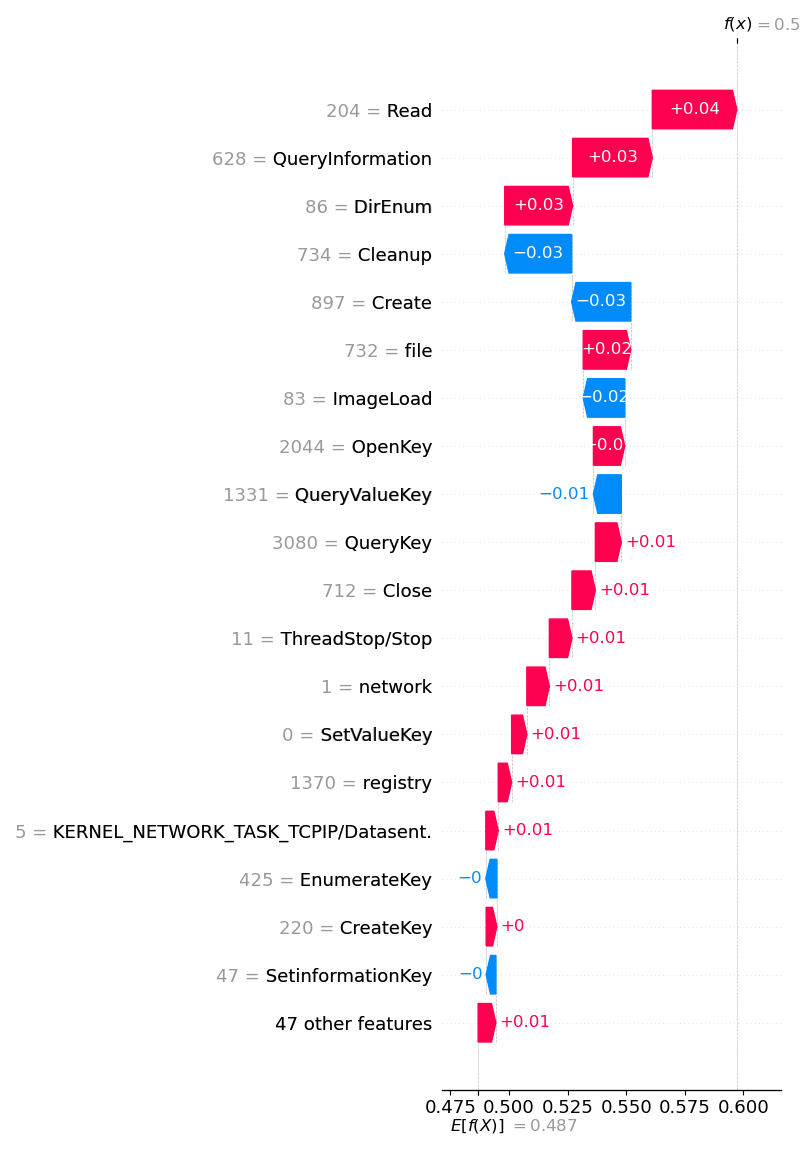 f(x) = 0.5
204 = Read +0.04
628 = QueryInformation +0.03
86 = DirEnum +0.03
734 = Cleanup −0.03
897 = Create −0.03
732 = file +0.02
83 = ImageLoad −0.02
2044 = OpenKey -0.0
1331 = QueryValueKey −0.01
3080 = QueryKey +0.01
712 = Close +0.01
11 = ThreadStop/Stop +0.01
1 = network +0.01
0 = SetValueKey +0.01
1370 = registry +0.01
5 = KERNEL_NETWORK_TASK_TCPIP/Datasent. +0.01
425 = EnumerateKey −0
220 = CreateKey +0
47 = SetinformationKey −0
47 other features +0.01
0.475 0.500 0.525 0.550 0.575 0.600
E[f(X)] = 0.487